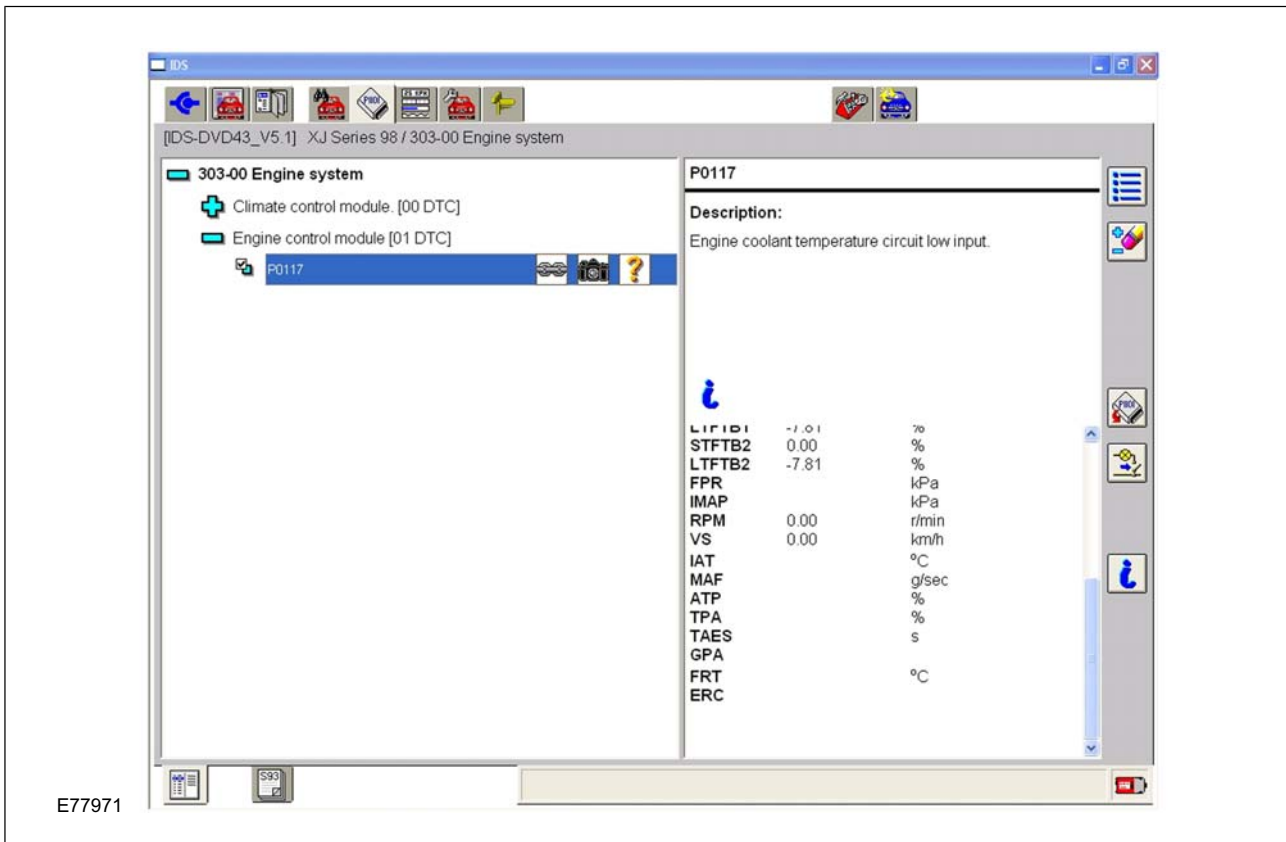 IDS
[IDS-DVD43_V5.1] XJ Series 98 / 303-00 Engine system
303-00 Engine system
Climate control module. [00 DTC]
Engine control module [01 DTC]
P0117
P0117
Description:
Engine coolant temperature circuit low input.
LTFTB1 -7.81 %
STFTB2 0.00 %
LTFTB2 -7.81 %
FPR kPa
IMAP kPa
RPM 0.00 r/min
VS 0.00 km/h
IAT °C
MAF g/sec
ATP %
TPA %
TAES s
GPA
FRT °C
ERC
S93
E77971